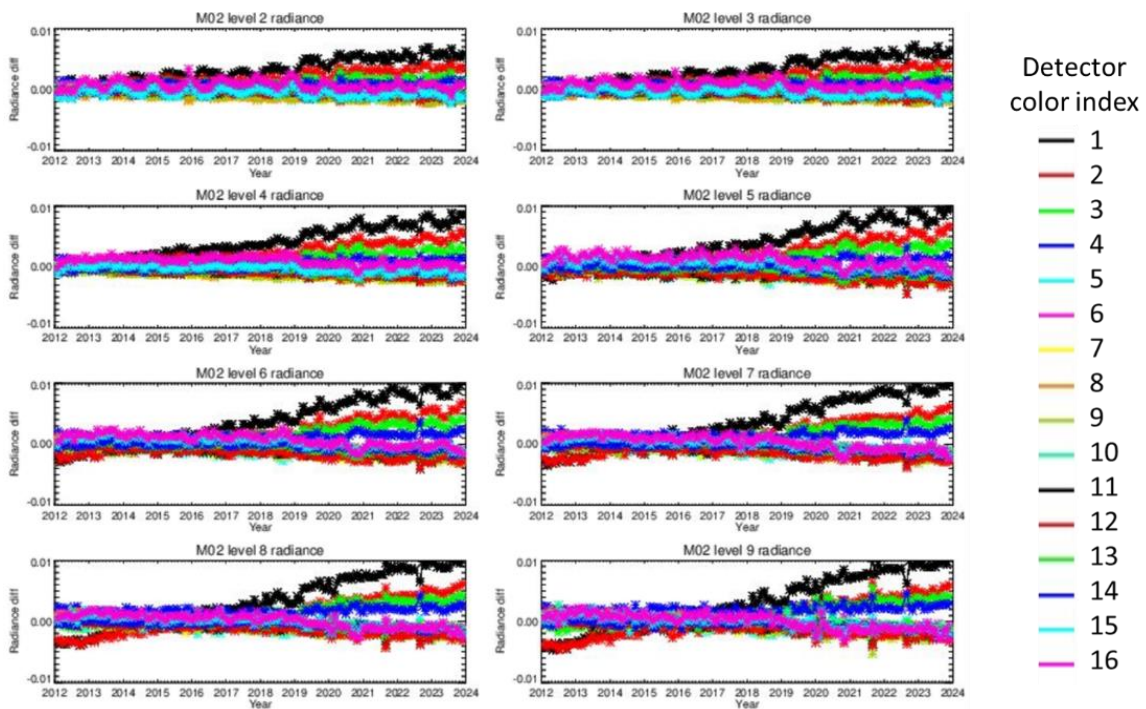 M02 level 2 radiance
0.01
0.00
-0.01
Radiance diff
2012 2013 2014 2015 2016 2017 2018 2019 2020 2021 2022 2023 2024
Year
M02 level 3 radiance
0.01
0.00
-0.01
Radiance diff
2012 2013 2014 2015 2016 2017 2018 2019 2020 2021 2022 2023 2024
Year
M02 level 4 radiance
0.01
0.00
-0.01
Radiance diff
2012 2013 2014 2015 2016 2017 2018 2019 2020 2021 2022 2023 2024
Year
M02 level 5 radiance
0.01
0.00
-0.01
Radiance diff
2012 2013 2014 2015 2016 2017 2018 2019 2020 2021 2022 2023 2024
Year
M02 level 6 radiance
0.01
0.00
-0.01
Radiance diff
2012 2013 2014 2015 2016 2017 2018 2019 2020 2021 2022 2023 2024
Year
M02 level 7 radiance
0.01
0.00
-0.01
Radiance diff
2012 2013 2014 2015 2016 2017 2018 2019 2020 2021 2022 2023 2024
Year
M02 level 8 radiance
0.01
0.00
-0.01
Radiance diff
2012 2013 2014 2015 2016 2017 2018 2019 2020 2021 2022 2023 2024
Year
M02 level 9 radiance
0.01
0.00
-0.01
Radiance diff
2012 2013 2014 2015 2016 2017 2018 2019 2020 2021 2022 2023 2024
Year
Detector
color index
1
2
3
4
5
6
7
8
9
10
11
12
13
14
15
16